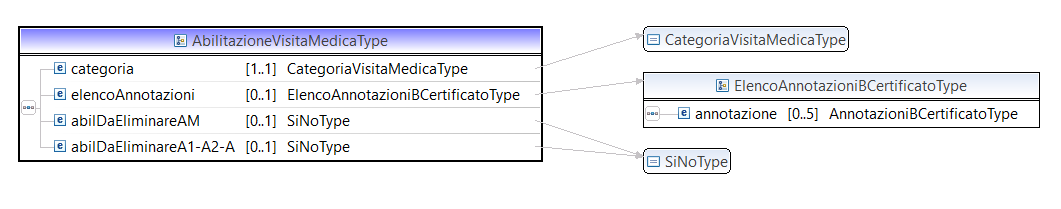 AbilitazioneVisitaMedicaType
categoria [1..1] CategoriaVisitaMedicaType
elencoAnnotazioni [0..1] ElencoAnnotazioniBCertificatoType
abilDaEliminareAM [0..1] SiNoType
abilDaEliminareA1-A2-A [0..1] SiNoType
CategoriaVisitaMedicaType
ElencoAnnotazioniBCertificatoType
annotazione [0..5] AnnotazioniBCertificatoType
SiNoType